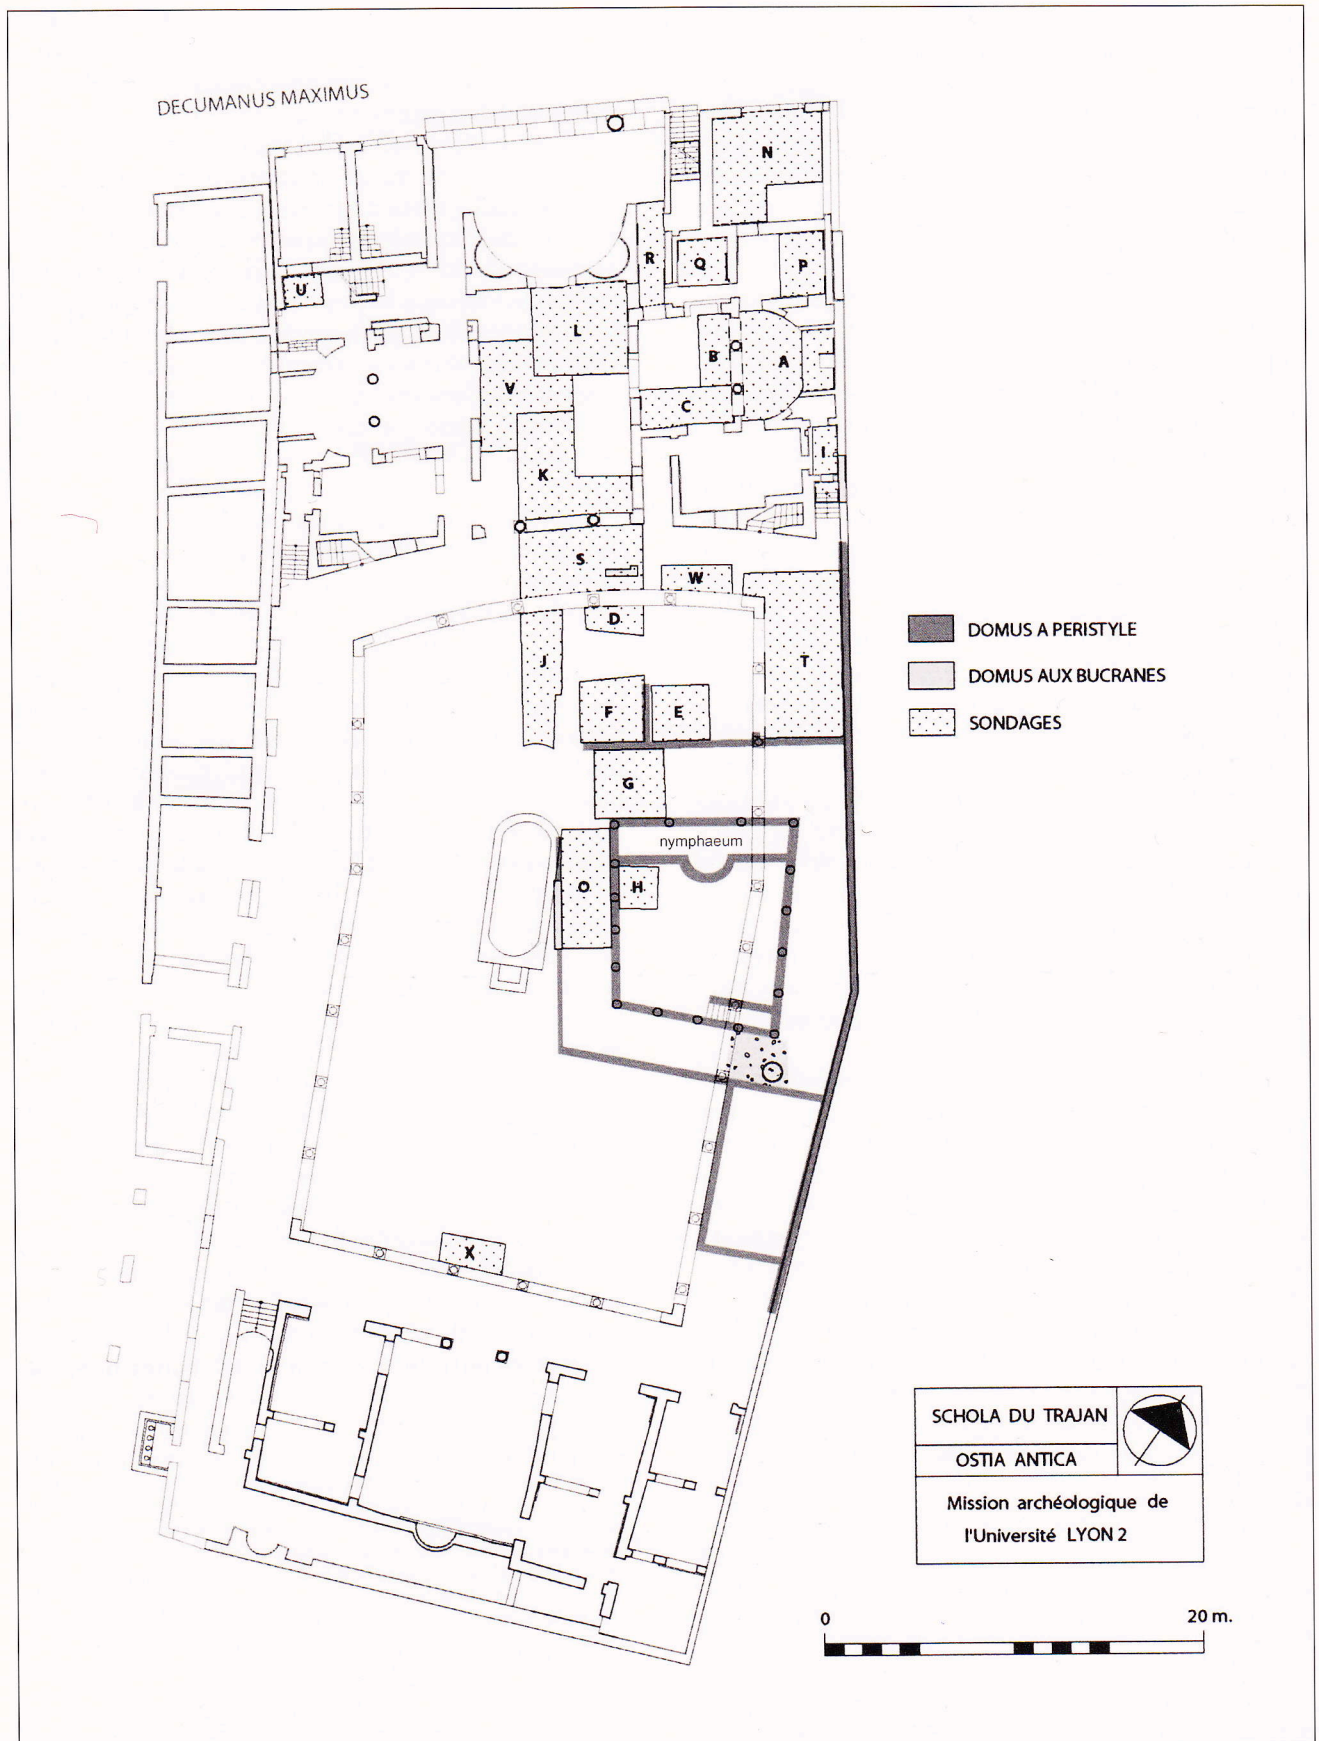 DECUMANUS MAXIMUS
N
R
Q
P
U
L
B
A
V
C
K
I
S
W
D
T
J
F
E
G
nymphaeum
O
H
X
DOMUS A PERISTYLE
DOMUS AUX BUCRANES
SONDAGES
SCHOLA DU TRAJAN
OSTIA ANTICA
Mission archéologique de
l'Université LYON 2
0
20 m.